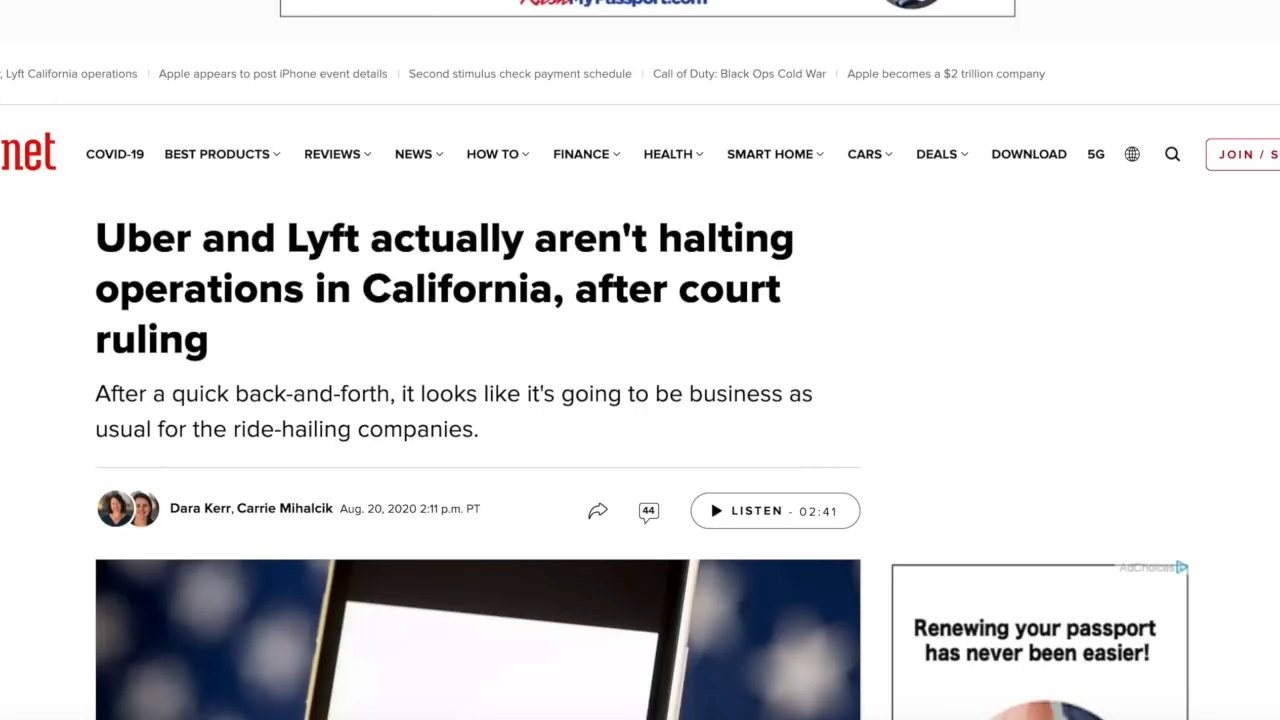 MyPassport.com
, Lyft California operations Apple appears to post iPhone event details Second stimulus check payment schedule Call of Duty: Black Ops Cold War Apple becomes a $2 trillion company
net COVID-19 BEST PRODUCTS REVIEWS NEWS HOW TO FINANCE HEALTH SMART HOME CARS DEALS DOWNLOAD 5G JOIN / S
Uber and Lyft actually aren't halting
operations in California, after court
ruling
After a quick back-and-forth, it looks like it's going to be business as
usual for the ride-hailing companies.
Dara Kerr, Carrie Mihalcik Aug. 20, 2020 2:11 p.m. PT 44 LISTEN - 02:41
AdChoices
Renewing your passport
has never been easier!